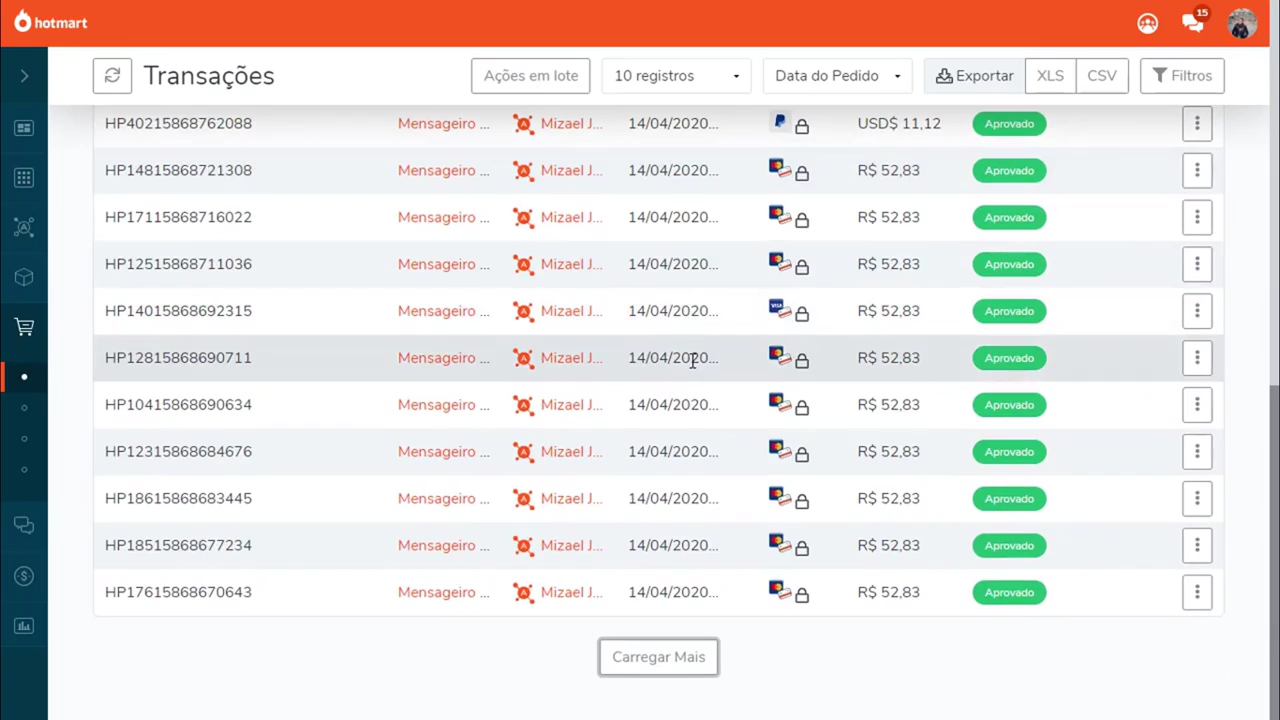 hotmart
15
Transações
Ações em lote
10 registros
Data do Pedido
Exportar
XLS
CSV
Filtros
HP40215868762088 Mensageiro ... Mizael J... 14/04/2020... USD$ 11,12 Aprovado
HP14815868721308 Mensageiro ... Mizael J... 14/04/2020... R$ 52,83 Aprovado
HP17115868716022 Mensageiro ... Mizael J... 14/04/2020... R$ 52,83 Aprovado
HP12515868711036 Mensageiro ... Mizael J... 14/04/2020... R$ 52,83 Aprovado
HP14015868692315 Mensageiro ... Mizael J... 14/04/2020... VISA R$ 52,83 Aprovado
HP12815868690711 Mensageiro ... Mizael J... 14/04/2020... R$ 52,83 Aprovado
HP10415868690634 Mensageiro ... Mizael J... 14/04/2020... R$ 52,83 Aprovado
HP12315868684676 Mensageiro ... Mizael J... 14/04/2020... R$ 52,83 Aprovado
HP18615868683445 Mensageiro ... Mizael J... 14/04/2020... R$ 52,83 Aprovado
HP18515868677234 Mensageiro ... Mizael J... 14/04/2020... R$ 52,83 Aprovado
HP17615868670643 Mensageiro ... Mizael J... 14/04/2020... R$ 52,83 Aprovado
Carregar Mais